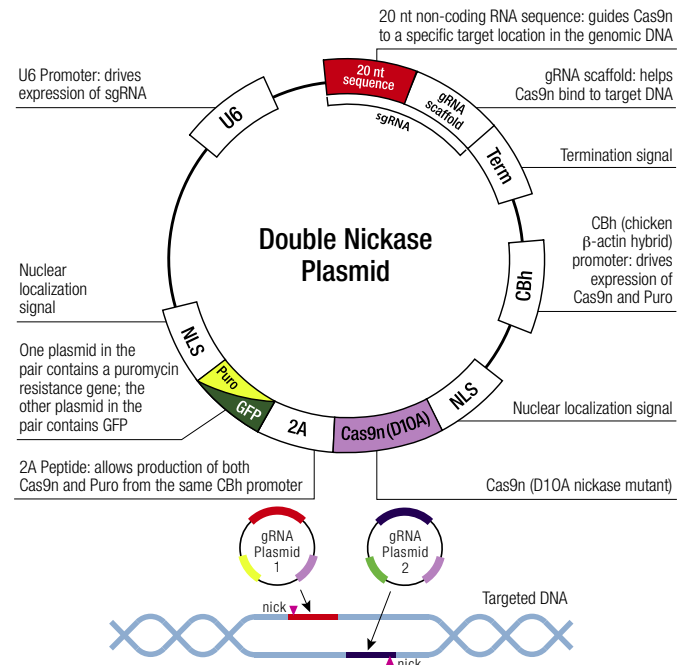 20 nt non-coding RNA sequence: guides Cas9n
to a specific target location in the genomic DNA
U6 Promoter: drives
expression of sgRNA
gRNA scaffold: helps
Cas9n bind to target DNA
20 nt
sequence
gRNA
scaffold
sgRNA
U6
Term
Termination signal
Double Nickase
Plasmid
CBh (chicken
β-actin hybrid)
promoter: drives
expression of
Cas9n and Puro
CBh
Nuclear
localization
signal
NLS
One plasmid in the
pair contains a puromycin
resistance gene; the
other plasmid in the
pair contains GFP
Puro
GFP
2A
Cas9n (D10A)
NLS
Nuclear localization signal
2A Peptide: allows production of both
Cas9n and Puro from the same CBh promoter
Cas9n (D10A nickase mutant)
gRNA
Plasmid
1
gRNA
Plasmid
2
nick
Targeted DNA
nick